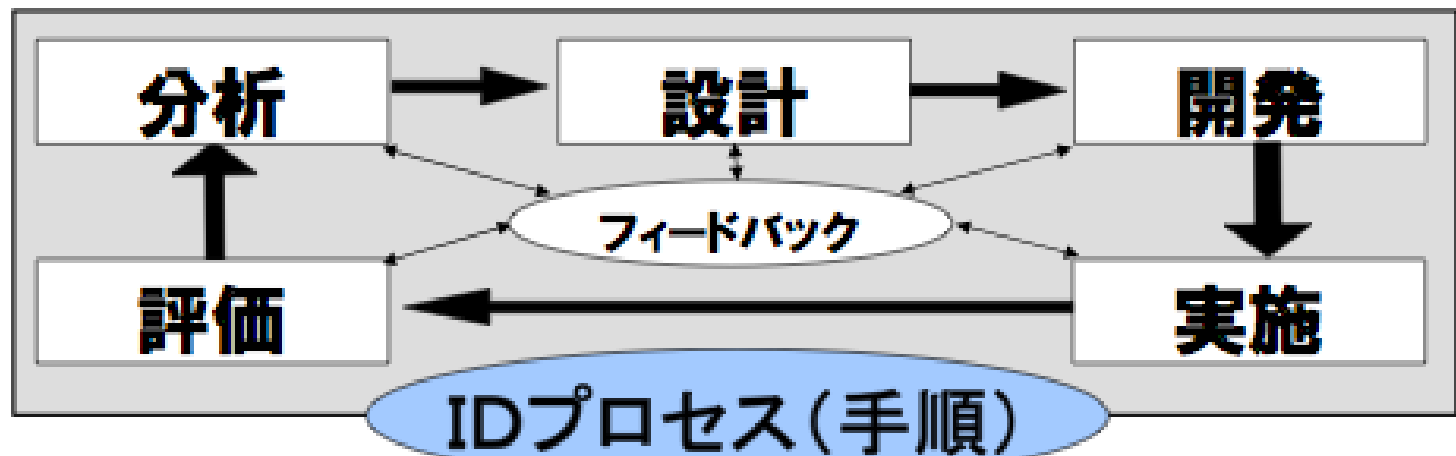 分析
設計
開発
フィードバック
評価
実施
IDプロセス(手順)